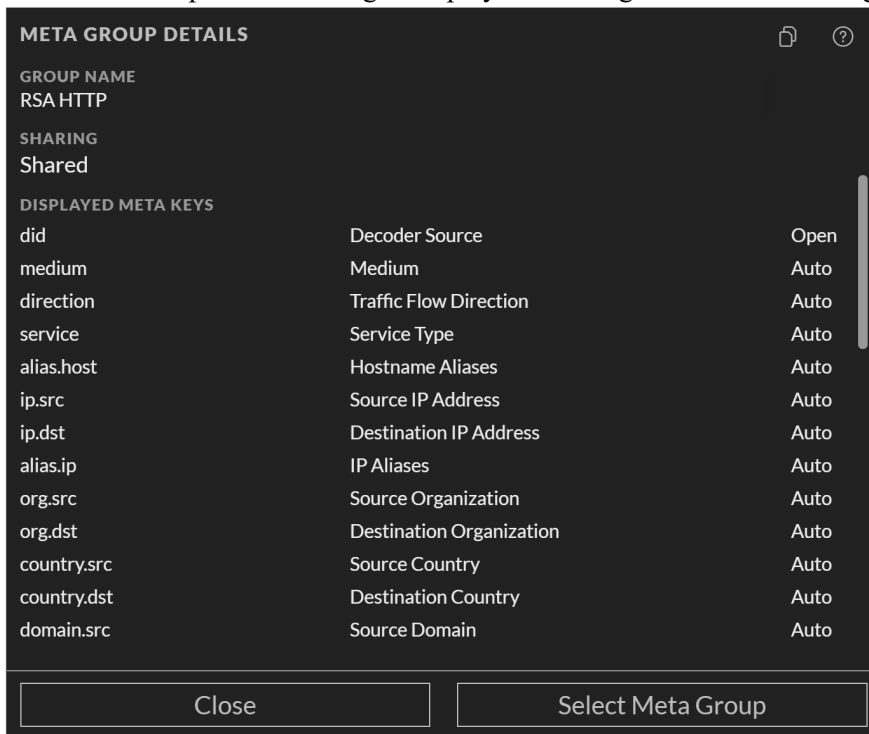 META GROUP DETAILS
GROUP NAME
RSA HTTP
SHARING
Shared
DISPLAYED META KEYS
did Decoder Source Open
medium Medium Auto
direction Traffic Flow Direction Auto
service Service Type Auto
alias.host Hostname Aliases Auto
ip.src Source IP Address Auto
ip.dst Destination IP Address Auto
alias.ip IP Aliases Auto
org.src Source Organization Auto
org.dst Destination Organization Auto
country.src Source Country Auto
country.dst Destination Country Auto
domain.src Source Domain Auto
Close Select Meta Group